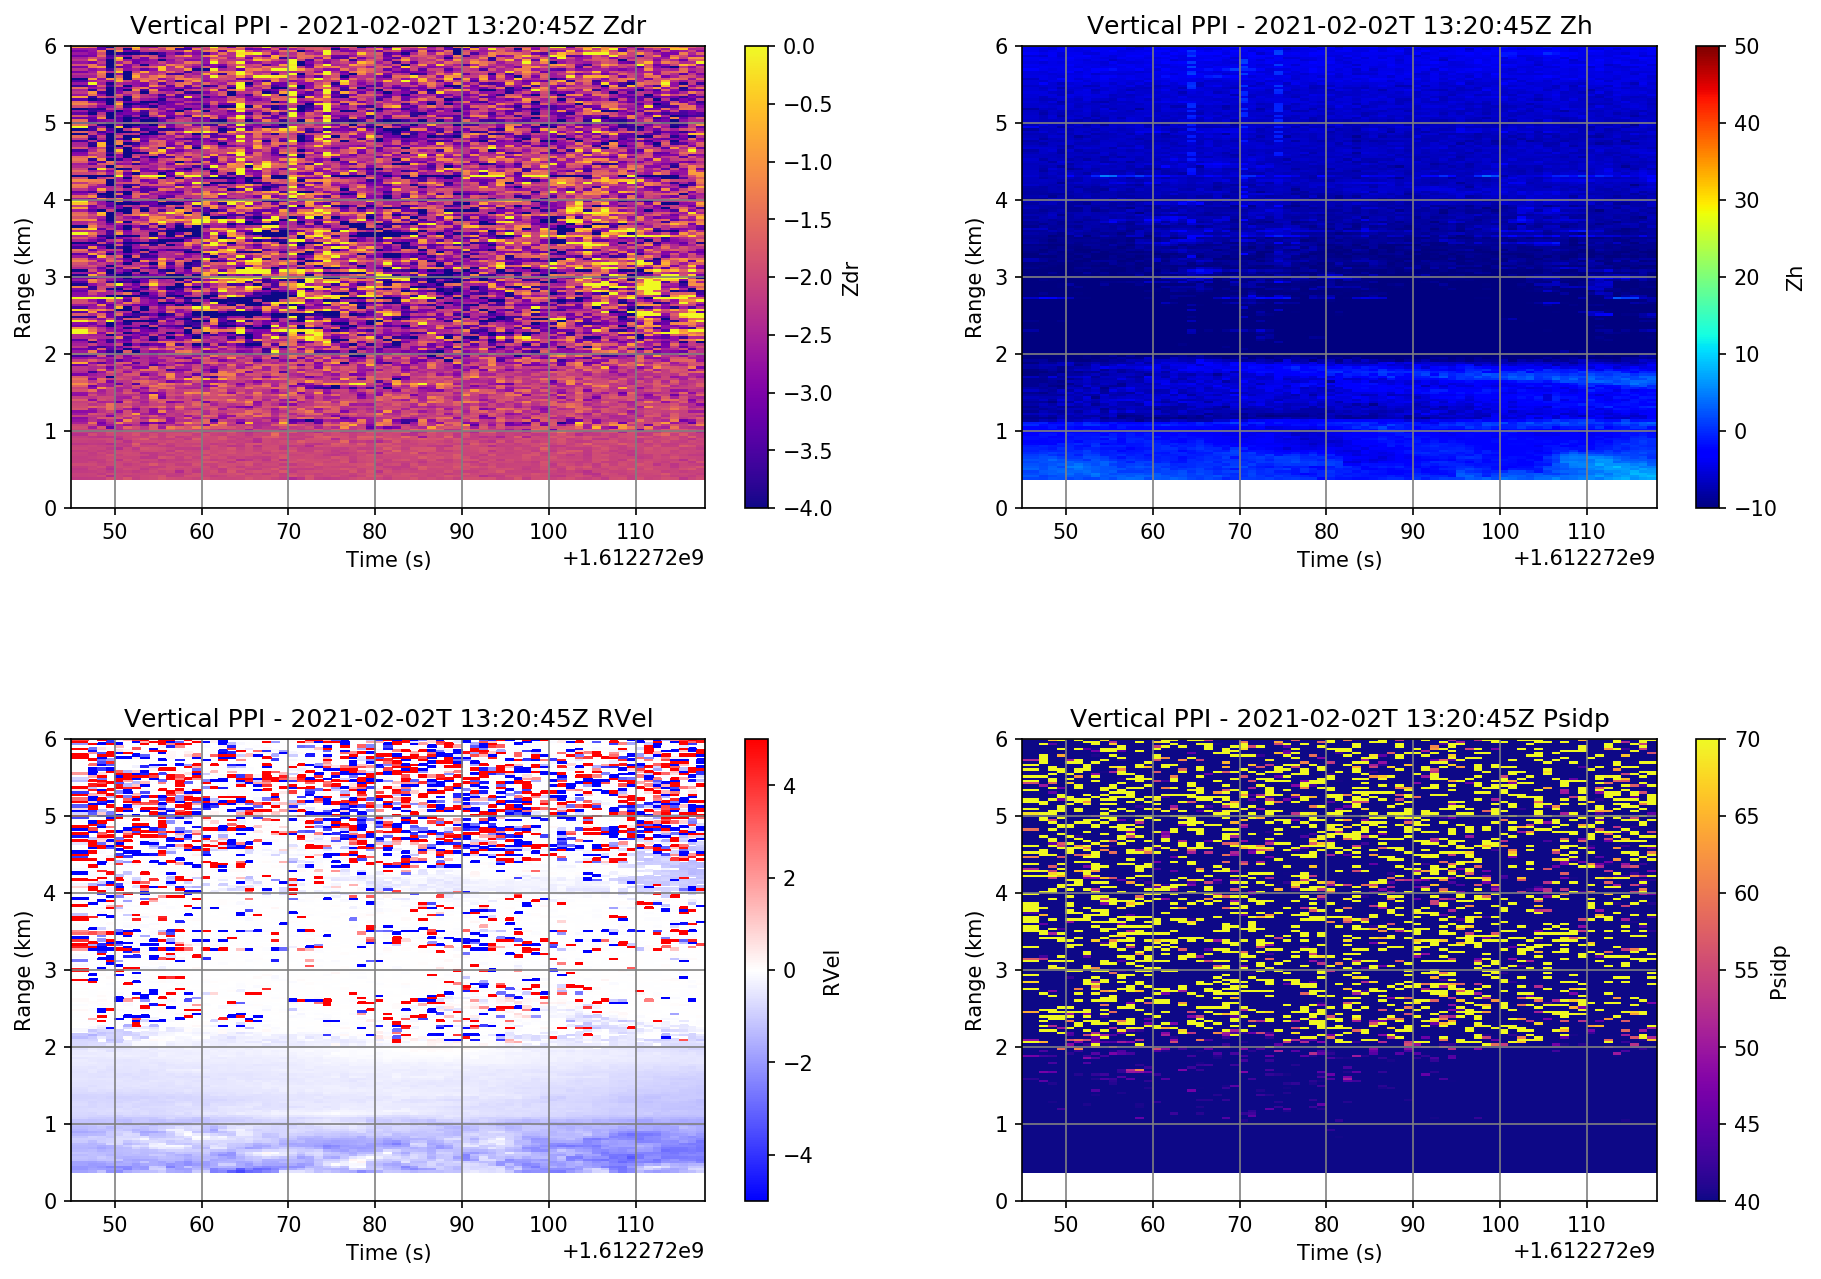 Vertical PPI - 2021-02-02T 13:20:45Z Zdr
6
5
4
3
2
1
0
Range (km)
50 60 70 80 90 100 110
Time (s)
+1.612272e9
0.0
−0.5
−1.0
−1.5
−2.0
−2.5
−3.0
−3.5
−4.0
Zdr
Vertical PPI - 2021-02-02T 13:20:45Z Zh
6
5
4
3
2
1
0
Range (km)
50 60 70 80 90 100 110
Time (s)
+1.612272e9
50
40
30
20
10
0
−10
Zh
Vertical PPI - 2021-02-02T 13:20:45Z RVel
6
5
4
3
2
1
0
Range (km)
50 60 70 80 90 100 110
Time (s)
+1.612272e9
4
2
0
−2
−4
RVel
Vertical PPI - 2021-02-02T 13:20:45Z Psidp
6
5
4
3
2
1
0
Range (km)
50 60 70 80 90 100 110
Time (s)
+1.612272e9
70
65
60
55
50
45
40
Psidp